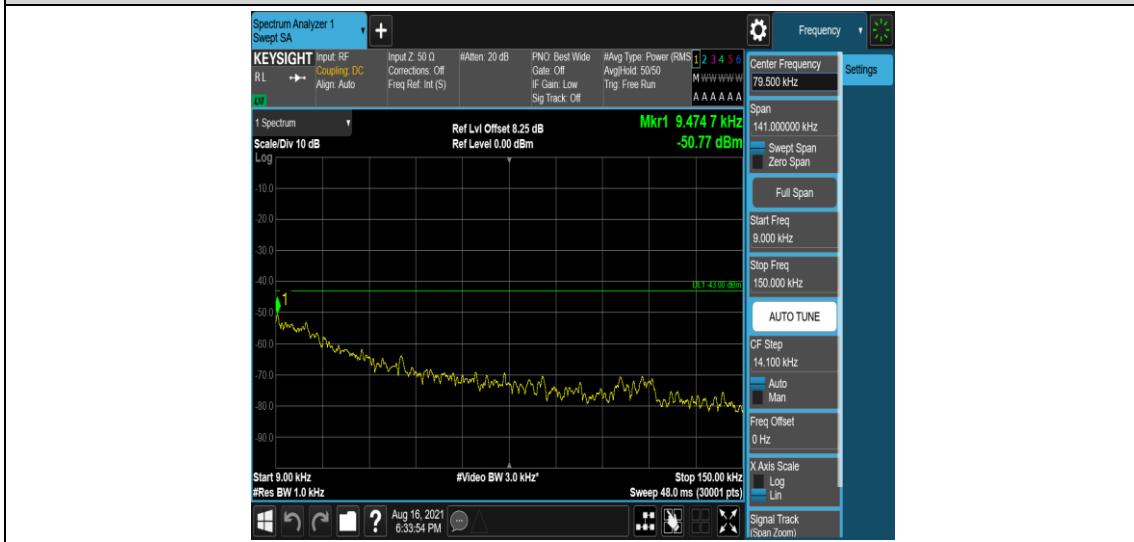 Spectrum Analyzer 1
Swept SA
Frequency
KEYSIGHT
RL
Input: RF
Coupling: DC
Align: Auto
Input Z: 50 Ω
Corrections: Off
Freq Ref: Int (S)
#Atten: 20 dB
PNO: Best Wide
Gate: Off
IF Gain: Low
Sig Track: Off
#Avg Type: Power (RMS
Avg|Hold: 50/50
Trig: Free Run
1 2 3 4 5 6
M W W W W W
A A A A A A
1 Spectrum
Scale/Div 10 dB
Log
Ref Lvl Offset 8.25 dB
Ref Level 0.00 dBm
Mkr1 9.474 7 kHz
-50.77 dBm
-10.0
-20.0
-30.0
-40.0
-50.0
-60.0
-70.0
-80.0
-90.0
DL1 -43.00 dBm
1
Start 9.00 kHz
#Res BW 1.0 kHz
#Video BW 3.0 kHz*
Stop 150.00 kHz
Sweep 48.0 ms (30001 pts)
Aug 16, 2021
6:33:54 PM
Center Frequency
79.500 kHz
Settings
Span
141.000000 kHz
Swept Span
Zero Span
Full Span
Start Freq
9.000 kHz
Stop Freq
150.000 kHz
AUTO TUNE
CF Step
14.100 kHz
Auto
Man
Freq Offset
0 Hz
X Axis Scale
Log
Lin
Signal Track
(Span Zoom)